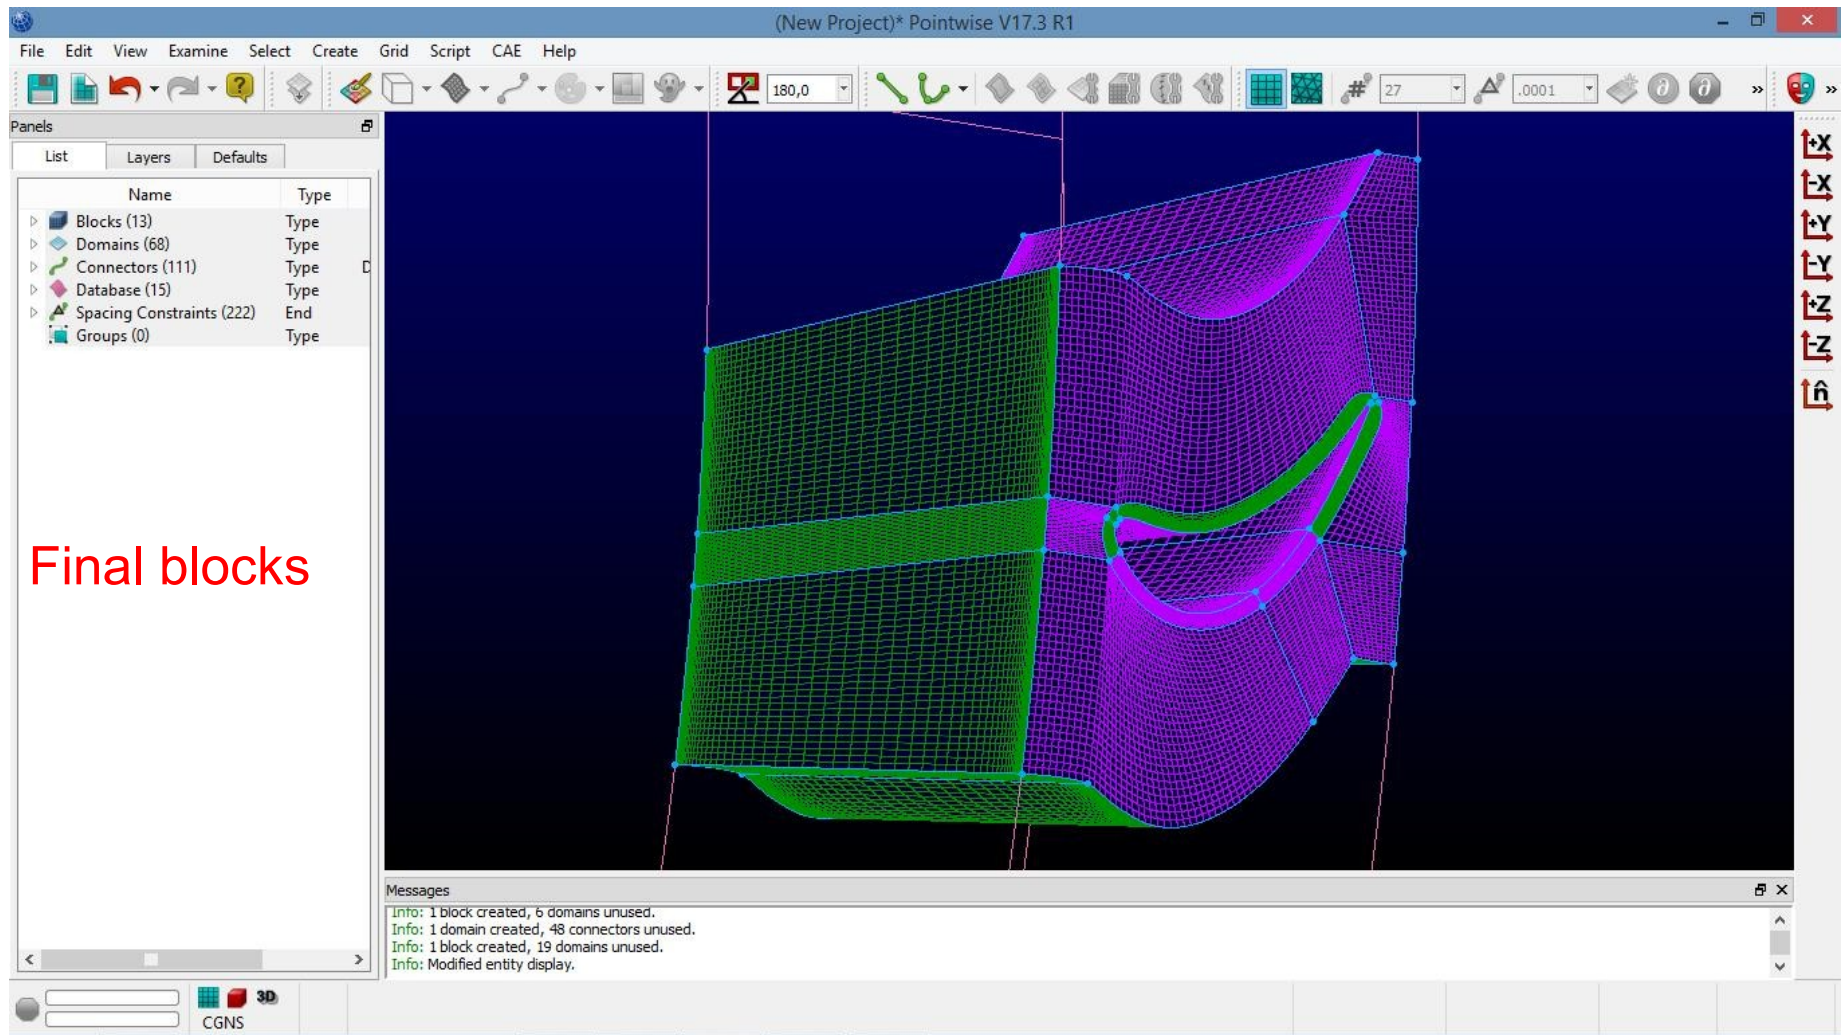 (New Project)* Pointwise V17.3 R1
File Edit View Examine Select Create Grid Script CAE Help
180,0
27
.0001
»
»
Panels
List Layers Defaults
Name Type
Blocks (13) Type
Domains (68) Type
Connectors (111) Type D
Database (15) Type
Spacing Constraints (222) End
Groups (0) Type
Final blocks
+X
-X
+Y
-Y
+Z
-Z
n̂
Messages
Info: 1 block created, 6 domains unused.
Info: 1 domain created, 48 connectors unused.
Info: 1 block created, 19 domains unused.
Info: Modified entity display.
3D
CGNS